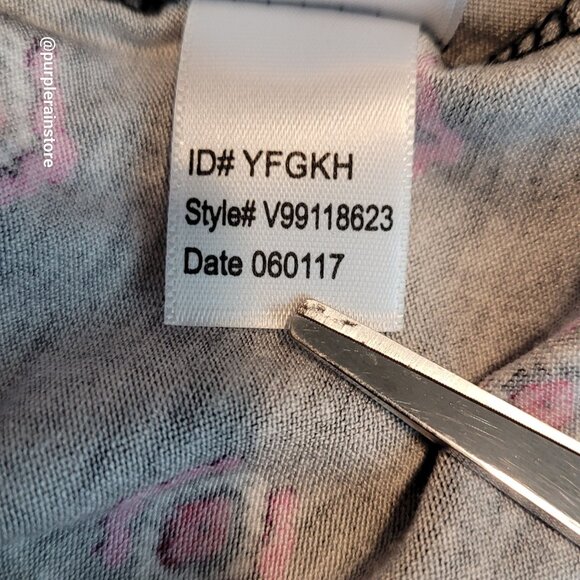 @purplerainstore
ID# YFGKH
Style# V99118623
Date 060117